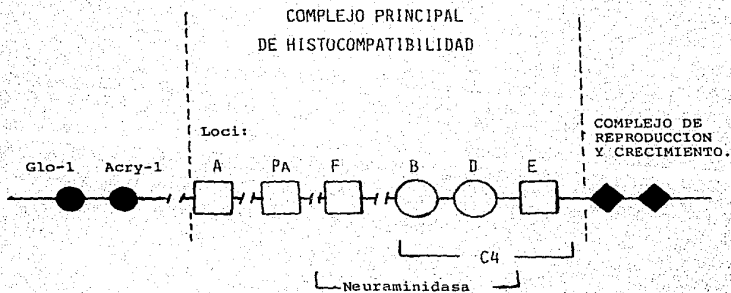 COMPLEJO PRINCIPAL
DE HISTOCOMPATIBILIDAD
COMPLEJO DE
REPRODUCCION
Y CRECIMIENTO.
Loci:
Glo-1 Acry-1 A PA F B D E
C4
Neuraminidasa